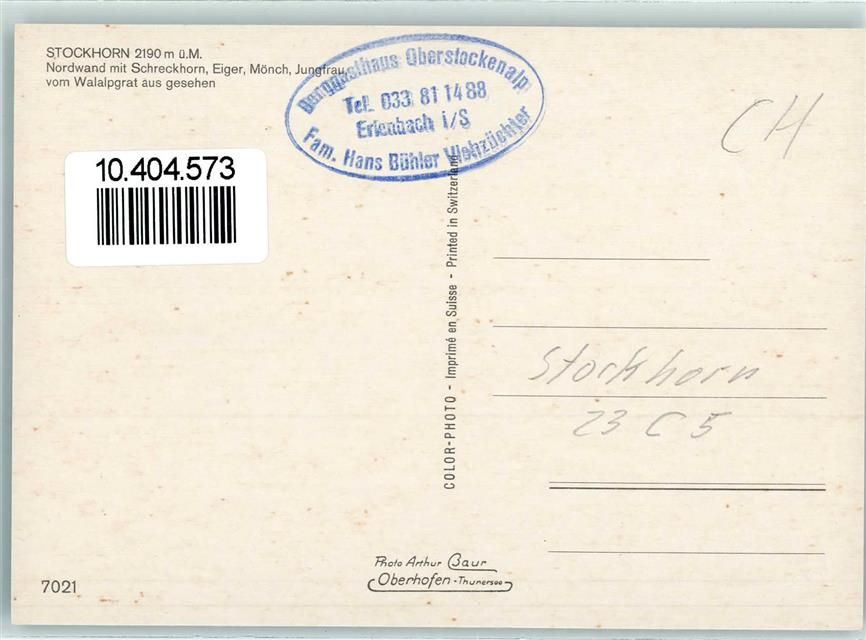 STOCKHORN 2190 m ü.M.
Nordwand mit Schreckhorn, Eiger, Mönch, Jungfrau,
vom Walalpgrat aus gesehen
Berggasthaus Oberstockenalp
Tel. 033 81 14 88
Erlenbach i/S
Fam. Hans Bühler Viehzüchter
CH
10.404.573
COLOR-PHOTO - Imprimé en Suisse - Printed in Switzerland
Stockhorn
23 C 5
Photo Arthur Baur
Oberhofen - Thunersee
7021